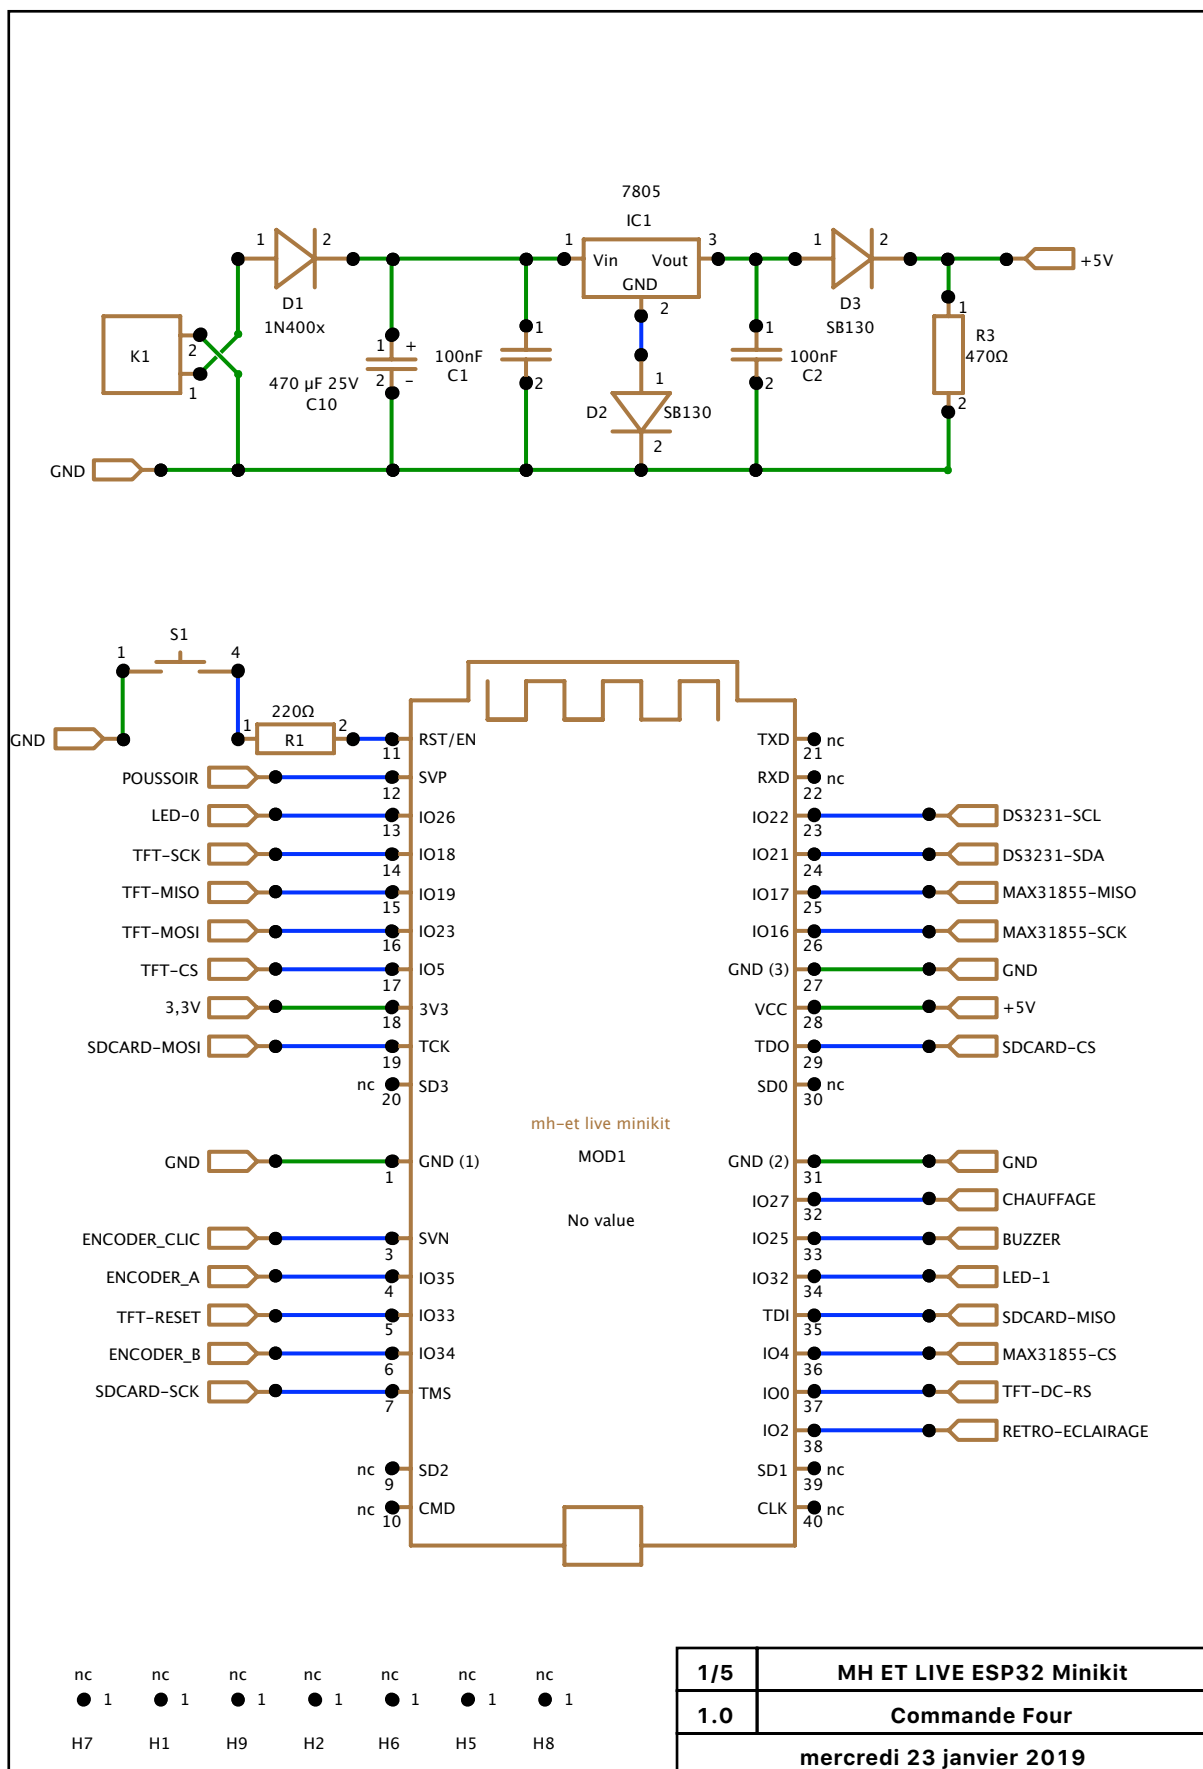 7805
IC1
1 2 1 3 1 2
Vin Vout
GND
+5V
D1
1N400x
2
D3
SB130
K1
2
1
1 +
2 −
470 µF 25V
C10
1
100nF
C1
2
1
D2 SB130
2
1
100nF
C2
2
1
R3
470Ω
2
GND
S1
1 4
220Ω
GND 1 R1 2 RST/EN
11
POUSSOIR SVP
12
LED-0 IO26
13
TFT-SCK IO18
14
TFT-MISO IO19
15
TFT-MOSI IO23
16
TFT-CS IO5
17
3,3V 3V3
18
SDCARD-MOSI TCK
19
nc SD3
20
GND GND (1)
1
ENCODER_CLIC SVN
3
ENCODER_A IO35
4
TFT-RESET IO33
5
ENCODER_B IO34
6
SDCARD-SCK TMS
7
nc SD2
9
nc CMD
10
mh-et live minikit
MOD1
No value
TXD nc
21
RXD nc
22
IO22 DS3231-SCL
23
IO21 DS3231-SDA
24
IO17 MAX31855-MISO
25
IO16 MAX31855-SCK
26
GND (3) GND
27
VCC +5V
28
TDO SDCARD-CS
29
SD0 nc
30
GND (2) GND
31
IO27 CHAUFFAGE
32
IO25 BUZZER
33
IO32 LED-1
34
TDI SDCARD-MISO
35
IO4 MAX31855-CS
36
IO0 TFT-DC-RS
37
IO2 RETRO-ECLAIRAGE
38
SD1 nc
39
CLK nc
40
nc nc nc nc nc nc nc
1 1 1 1 1 1 1
H7 H1 H9 H2 H6 H5 H8
1/5 MH ET LIVE ESP32 Minikit
1.0 Commande Four
mercredi 23 janvier 2019